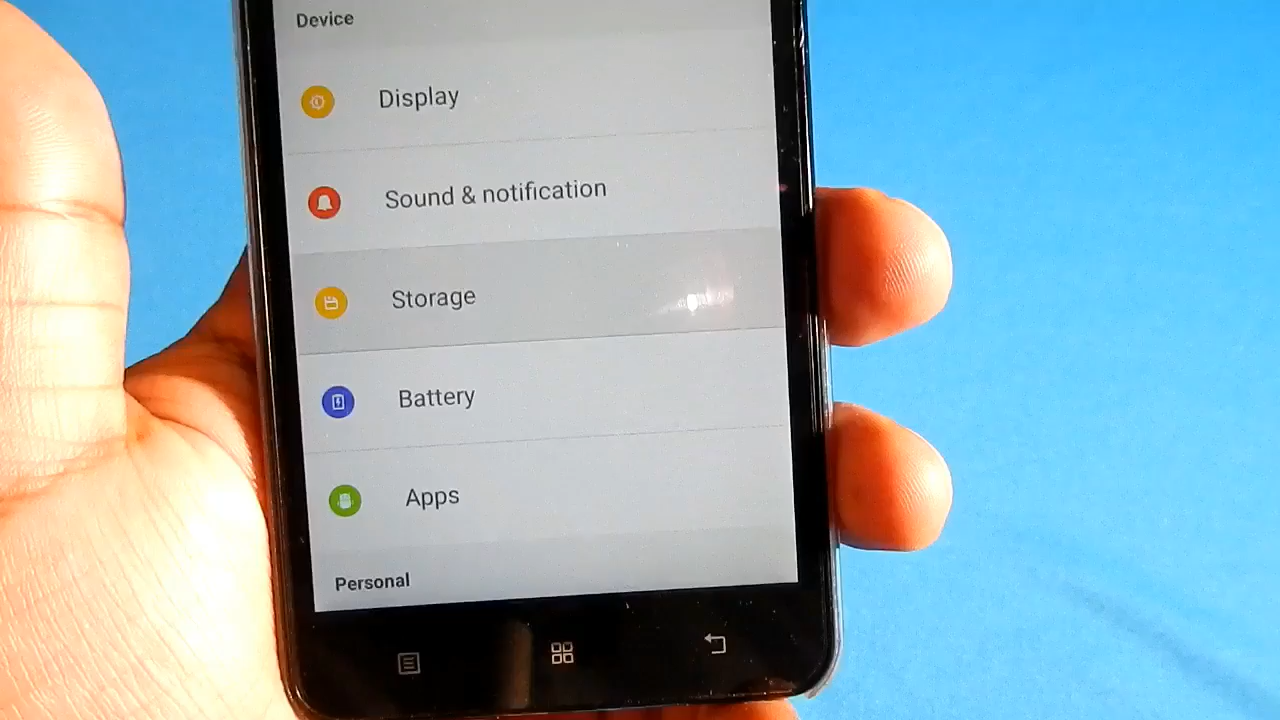 Device
Display
Sound & notification
Storage
Battery
Apps
Personal